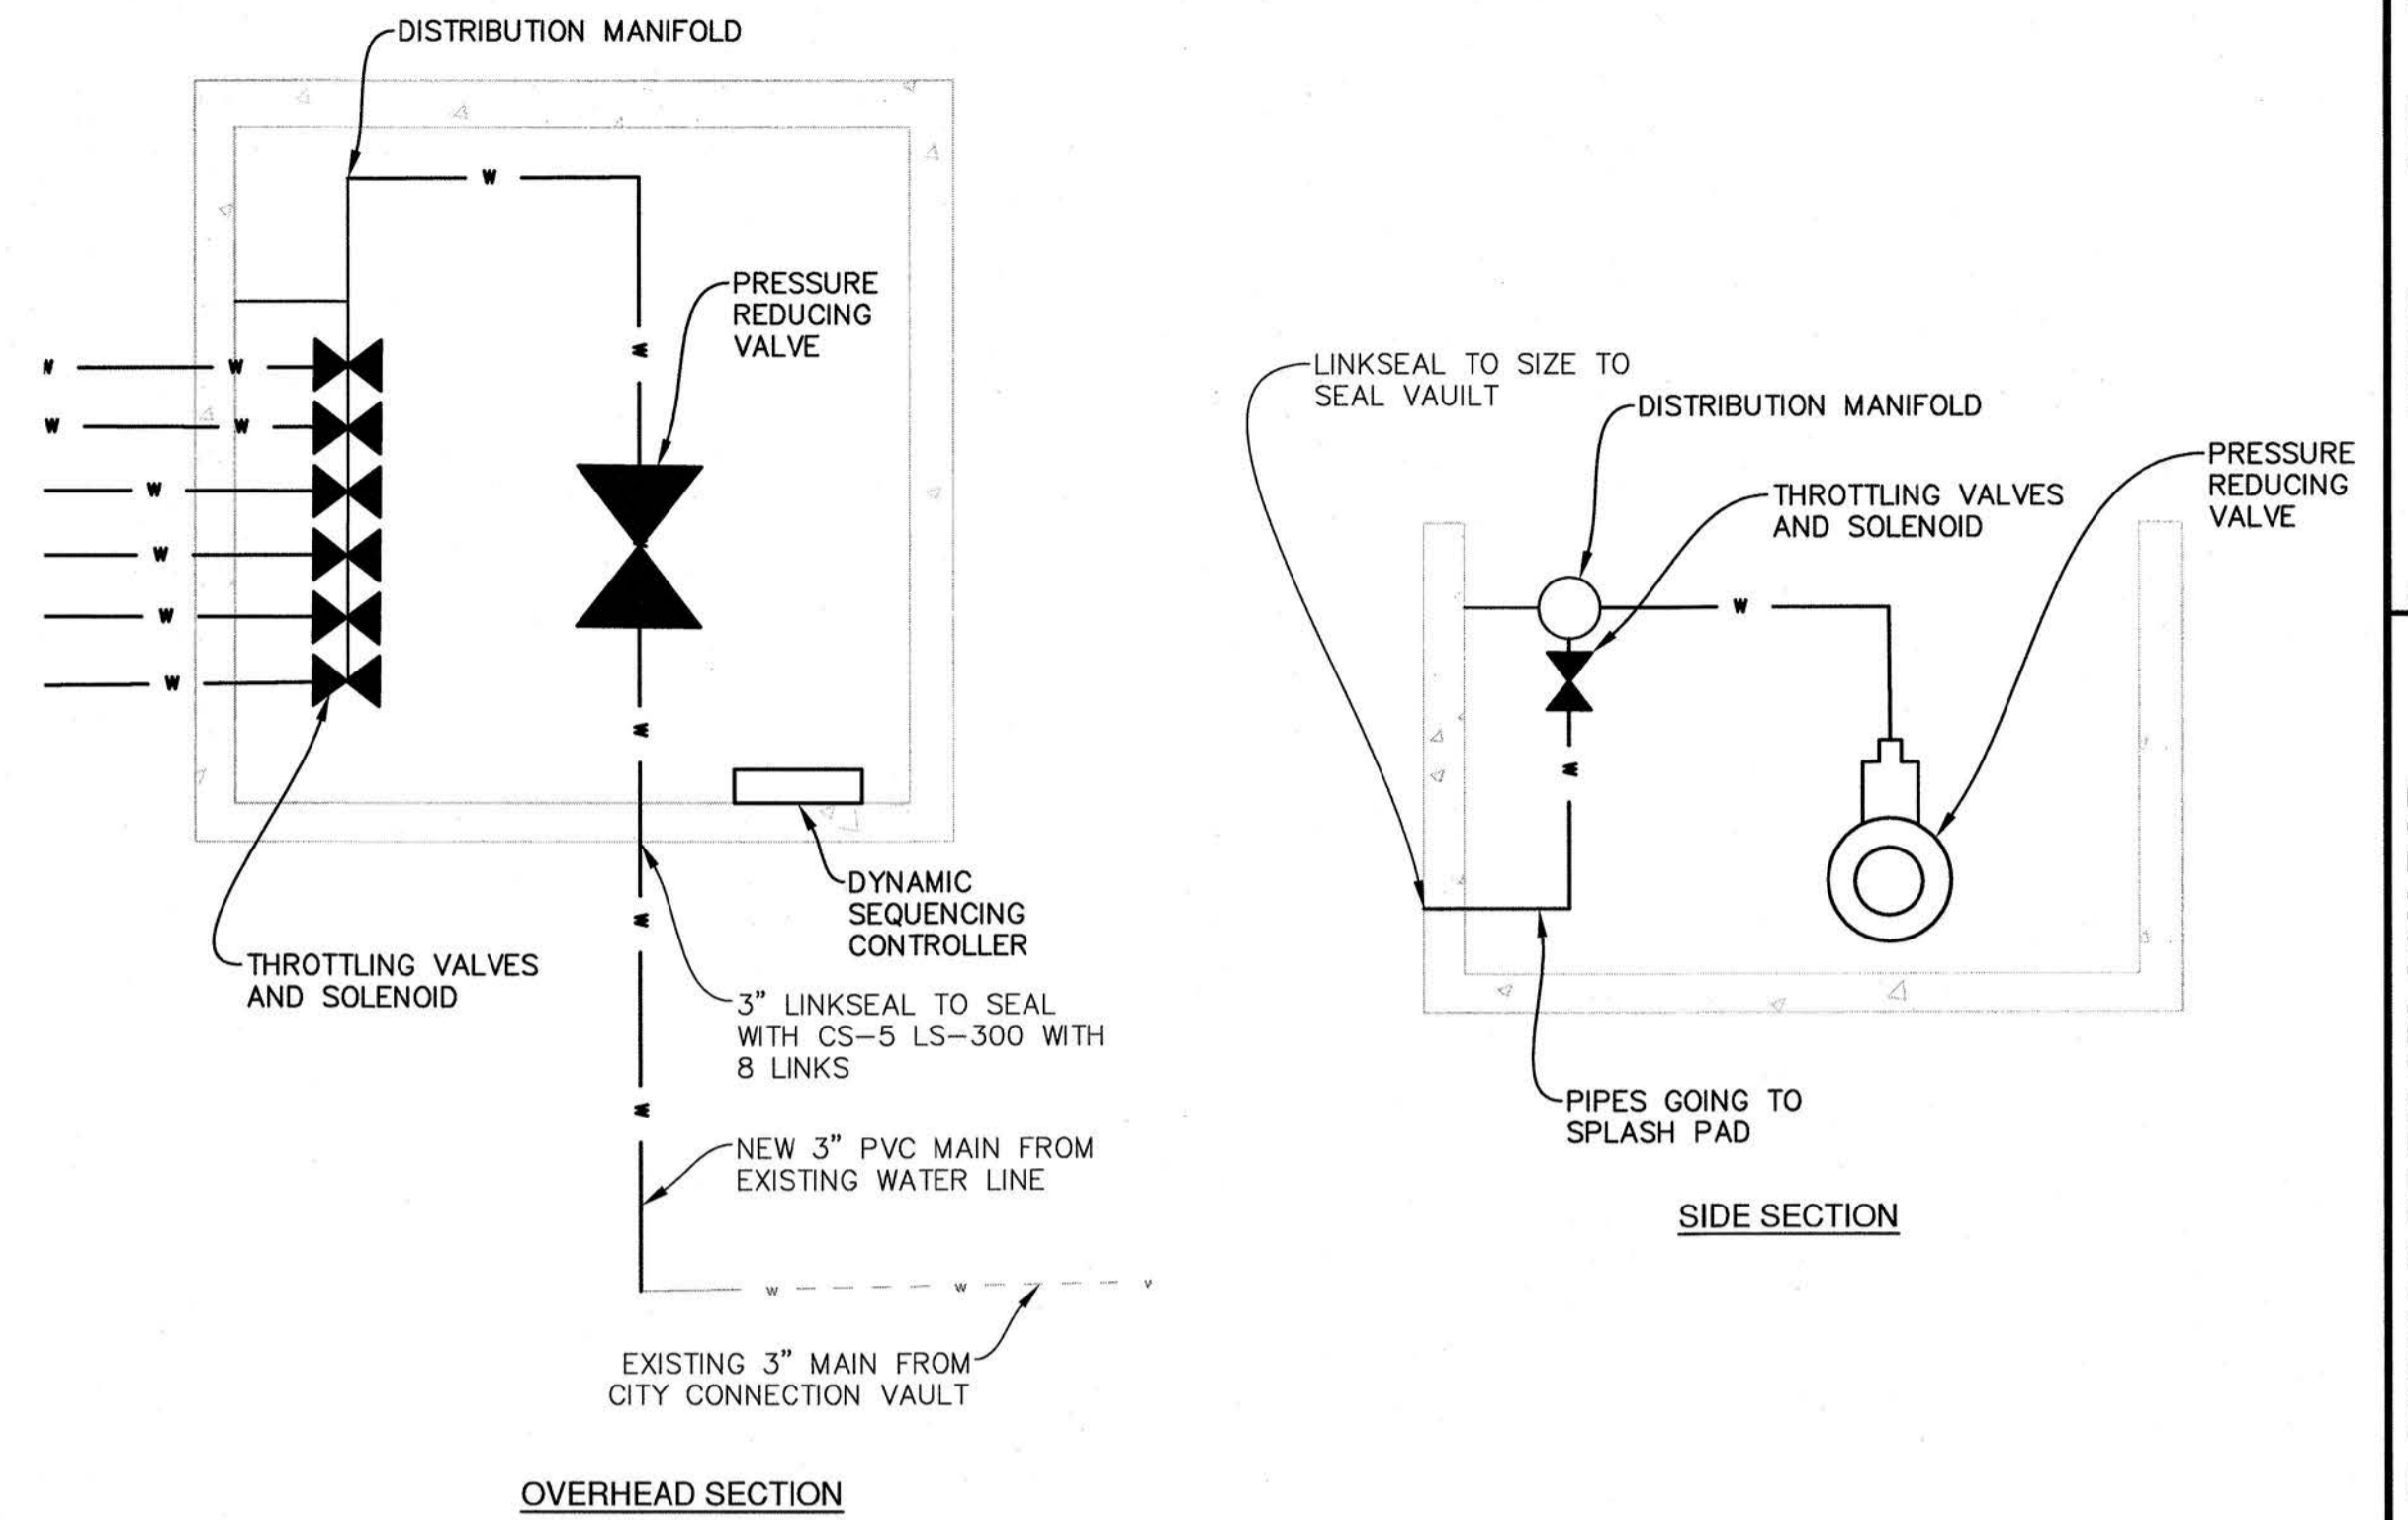 DISTRIBUTION MANIFOLD
W
PRESSURE
REDUCING
VALVE
W
W W
W W
W
W
W
W
W
DYNAMIC
SEQUENCING
CONTROLLER
W
THROTTLING VALVES
AND SOLENOID
3" LINKSEAL TO SEAL
WITH CS-5 LS-300 WITH
8 LINKS
W
NEW 3" PVC MAIN FROM
EXISTING WATER LINE
W W
EXISTING 3" MAIN FROM
CITY CONNECTION VAULT
OVERHEAD SECTION
LINKSEAL TO SIZE TO
SEAL VAUILT
DISTRIBUTION MANIFOLD
PRESSURE
REDUCING
VALVE
THROTTLING VALVES
AND SOLENOID
W
W
PIPES GOING TO
SPLASH PAD
SIDE SECTION